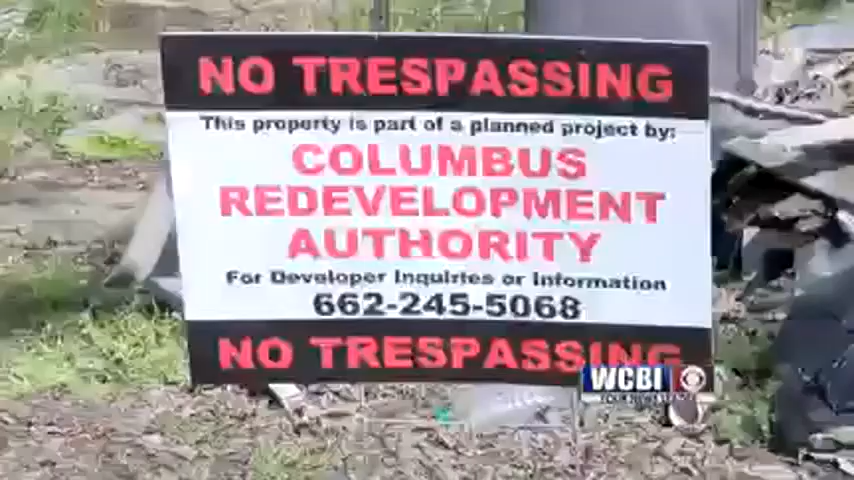 NO TRESPASSING
This property is part of a planned project by:
COLUMBUS
REDEVELOPMENT
AUTHORITY
For Developer Inquiries or Information
662-245-5068
NO TRESPASSING
WCBI